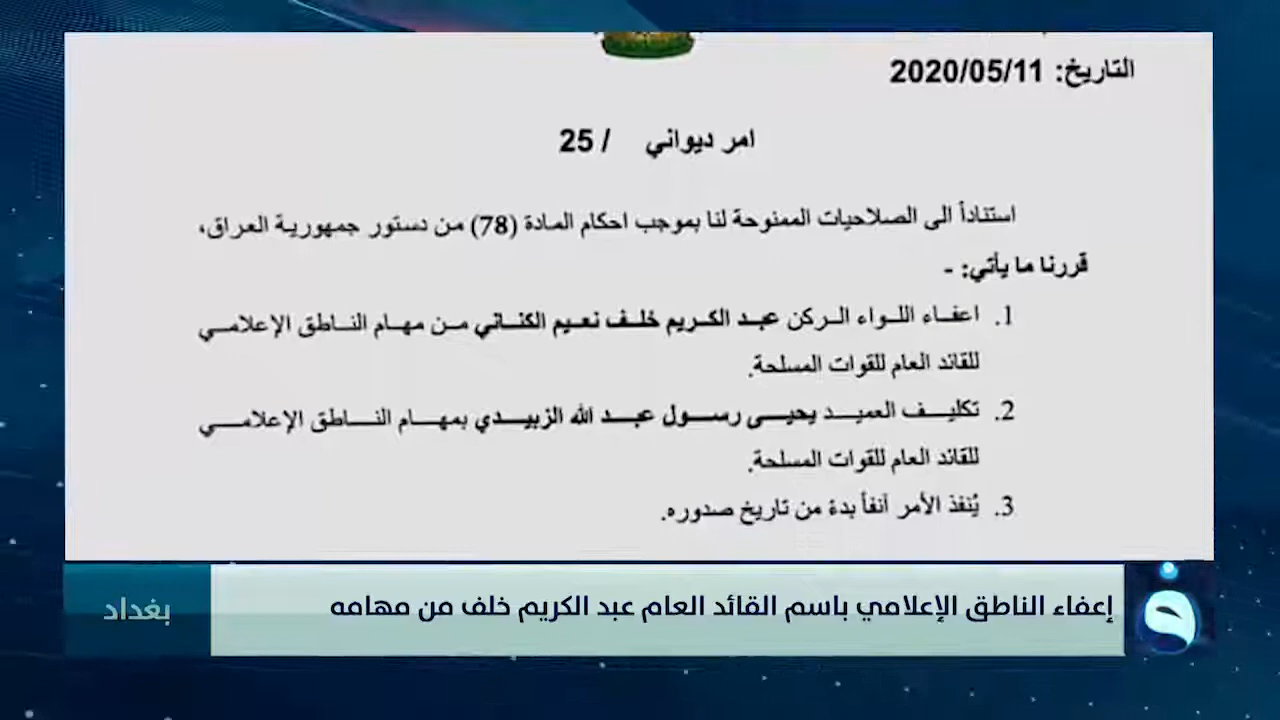 التاريخ: 2020/05/11
امر ديواني / 25
استناداً الى الصلاحيات الممنوحة لنا بموجب احكام المادة (78) من دستور جمهورية العراق،
قررنا ما يأتي: -
1. اعفاء اللواء الركن عبد الكريم خلف نعيم الكناني من مهام الناطق الإعلامي
للقائد العام للقوات المسلحة.
2. تكليف العميد يحيى رسول عبد الله الزبيدي بمهام الناطق الإعلامي
للقائد العام للقوات المسلحة.
3. يُنفذ الأمر آنفاً بدءً من تاريخ صدوره.
إعفاء الناطق الإعلامي باسم القائد العام عبد الكريم خلف من مهامه
بغداد